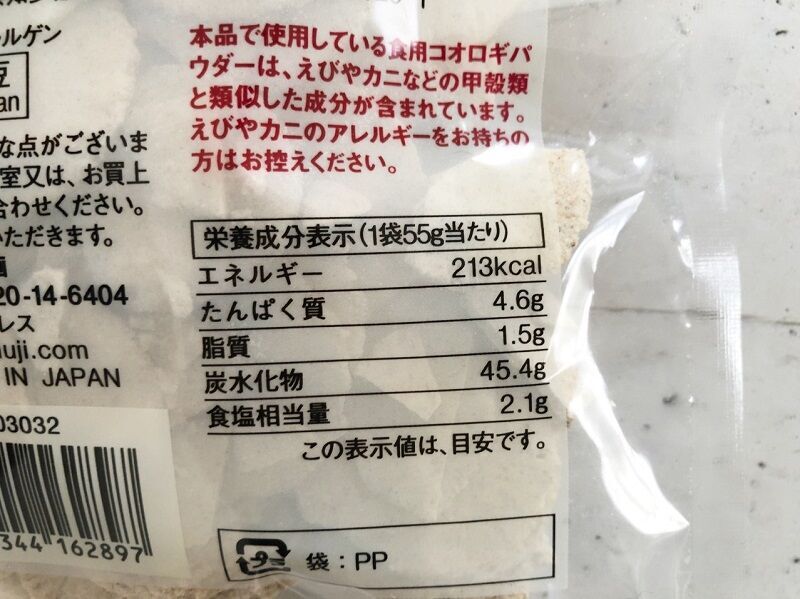 ルゲン
an
な点がございま
室又は、お買上
合わせください。
いただきます。
20-14-6404
レス
uji.com
IN JAPAN
03032
344 162897
本品で使用している食用コオロギパ
ウダーは、えびやカニなどの甲殻類
と類似した成分が含まれています。
えびやカニのアレルギーをお持ちの
方はお控えください。
栄養成分表示(1袋55g当たり)
エネルギー 213kcal
たんぱく質 4.6g
脂質 1.5g
炭水化物 45.4g
食塩相当量 2.1g
この表示値は、目安です。
プラ 袋:PP